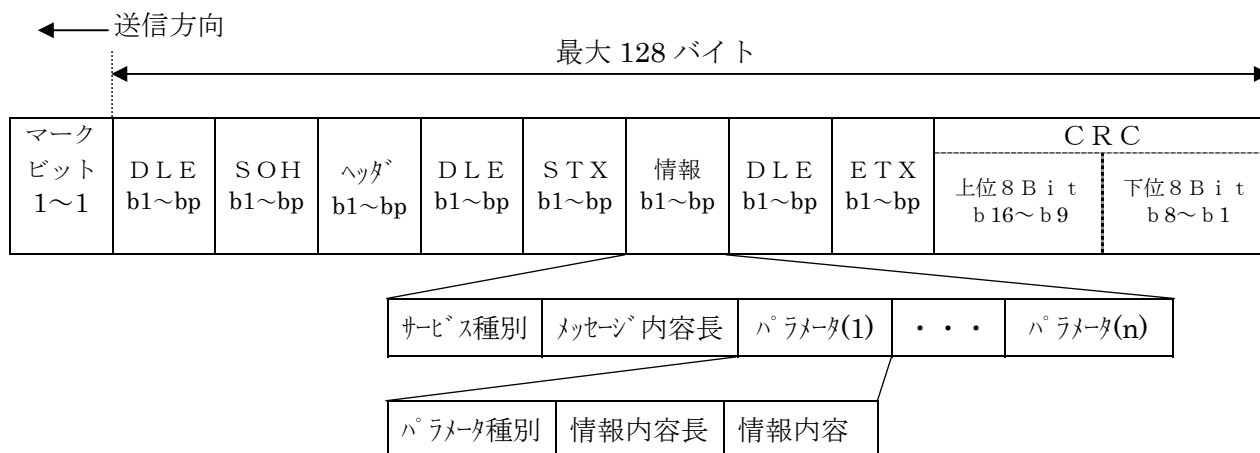 送信方向
最大 128 バイト
マーク
ビット
1～1
ＤＬＥ
b1～bp
ＳＯＨ
b1～bp
ﾍｯﾀﾞ
b1～bp
ＤＬＥ
b1～bp
ＳＴＸ
b1～bp
情報
b1～bp
ＤＬＥ
b1～bp
ＥＴＸ
b1～bp
ＣＲＣ
上位８Ｂｉｔ
ｂ16～ｂ9
下位８Ｂｉｔ
ｂ8～ｂ1
ｻｰﾋﾞｽ種別
ﾒｯｾｰｼﾞ内容長
ﾊﾟﾗﾒｰﾀ(1)
・・・
ﾊﾟﾗﾒｰﾀ(n)
ﾊﾟﾗﾒｰﾀ種別
情報内容長
情報内容